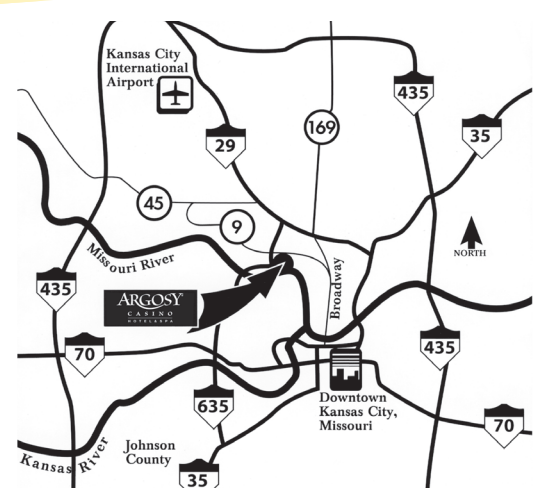 Kansas City
International
Airport
435
35
29
169
45
9
NORTH
Missouri River
Broadway
435
ARGOSY
CASINO
HOTEL&SPA
70
435
635
Downtown
Kansas City,
Missouri
70
Johnson
County
Kansas River
35